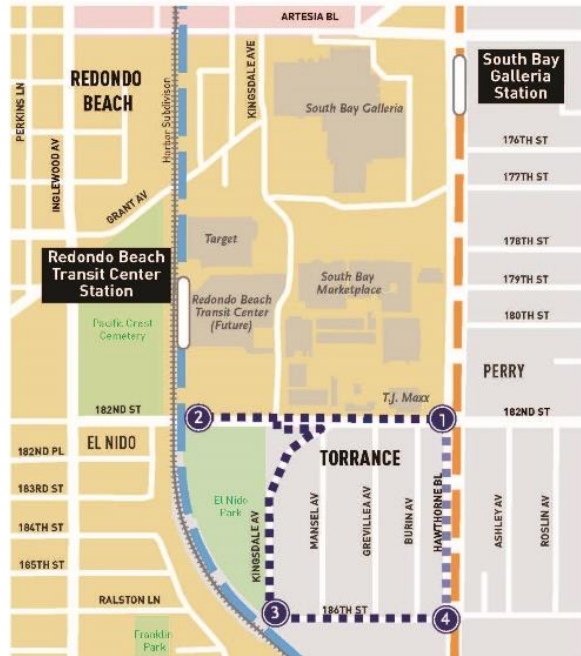 ARTESIA BL
REDONDO
BEACH
PERKINS LN
INGLEWOOD AV
Harbor Subdivison
KINGSDALE AVE
South Bay Galleria
South Bay
Galleria
Station
176TH ST
177TH ST
GRANT AV
Target
178TH ST
Redondo Beach
Transit Center
Station
South Bay
Marketplace
179TH ST
Redondo Beach
Transit Center
(Future)
180TH ST
Pacific Crest
Cemetery
PERRY
T.J. Maxx
182ND ST
2
1
182ND ST
EL NIDO
182ND PL
TORRANCE
183RD ST
El Nido
Park
184TH ST
KINGSDALE AV
MANSEL AV
GREVILLEA AV
BURIN AV
HAWTHORNE BL
ASHLEY AV
ROSLIN AV
185TH ST
RALSTON LN
3
186TH ST
4
Franklin
Park